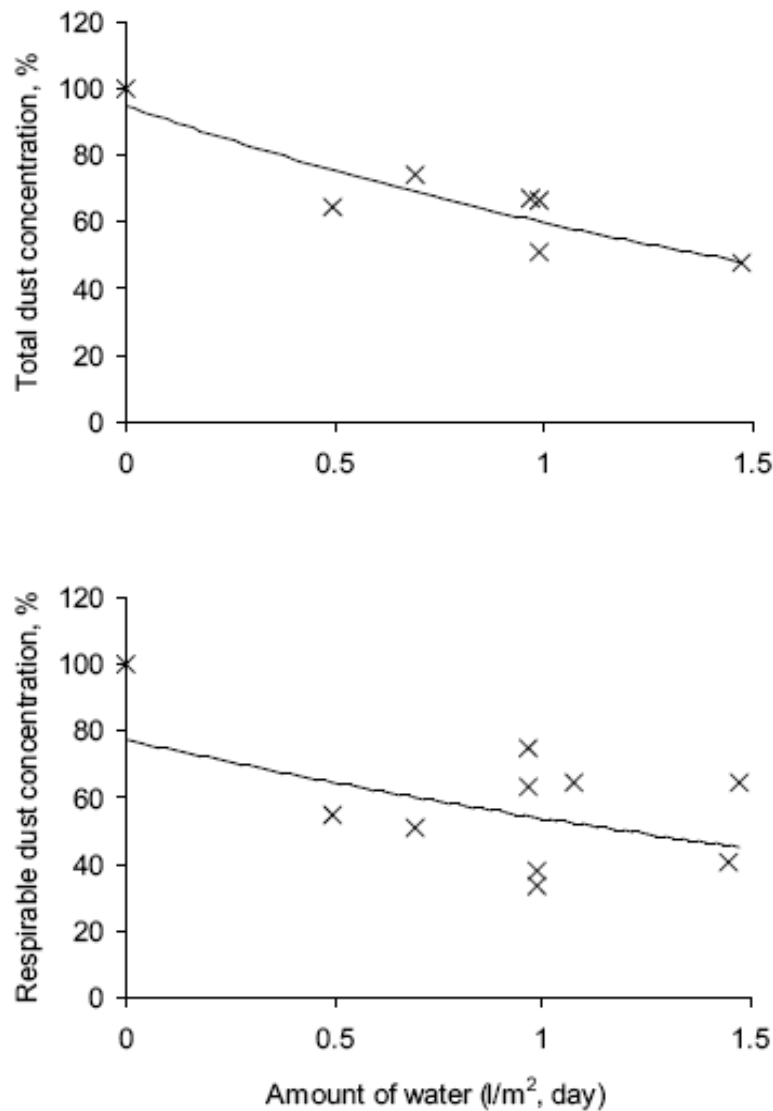 Total dust concentration, %
120
100
80
60
40
20
0
0 0.5 1 1.5
Respirable dust concentration, %
120
100
80
60
40
20
0
0 0.5 1 1.5
Amount of water (l/m², day)